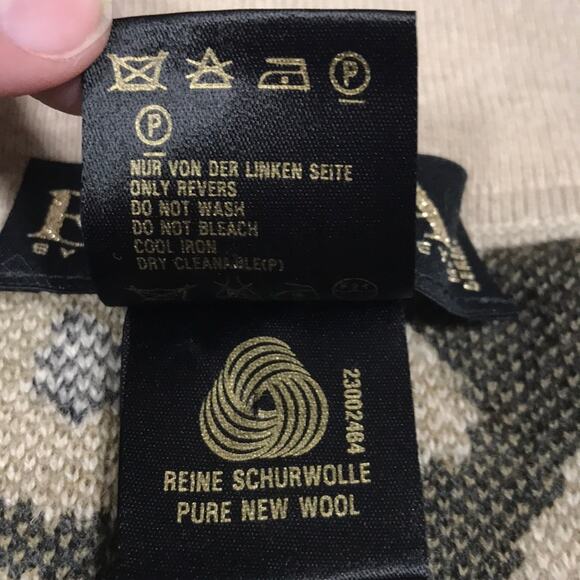 P
P
NUR VON DER LINKEN SEITE
ONLY REVERS
DO NOT WASH
DO NOT BLEACH
COOL IRON
DRY CLEANABLE(P)
23002464
REINE SCHURWOLLE
PURE NEW WOOL